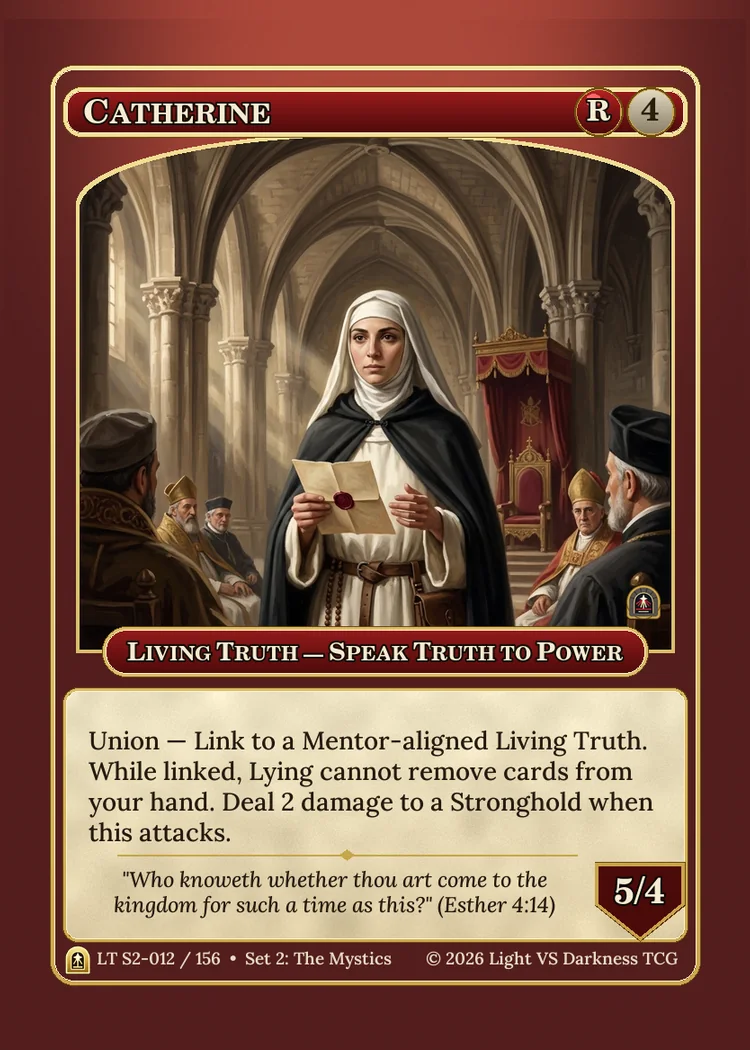 CATHERINE
R 4
LIVING TRUTH — SPEAK TRUTH TO POWER
Union — Link to a Mentor-aligned Living Truth.
While linked, Lying cannot remove cards from
your hand. Deal 2 damage to a Stronghold when
this attacks.
"Who knoweth whether thou art come to the
kingdom for such a time as this?" (Esther 4:14)
5/4
LT S2-012 / 156 • Set 2: The Mystics © 2026 Light VS Darkness TCG